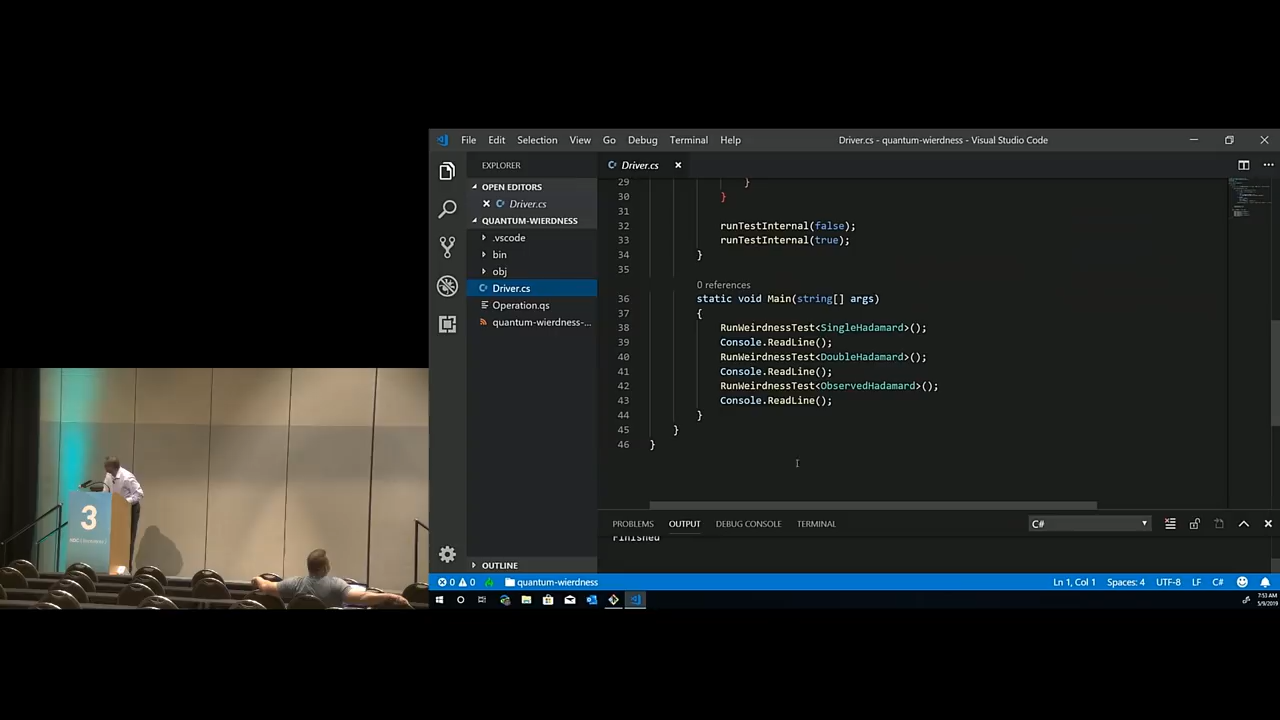 File Edit Selection View Go Debug Terminal Help
Driver.cs - quantum-wierdness - Visual Studio Code
EXPLORER
OPEN EDITORS
Driver.cs
QUANTUM-WIERDNESS
.vscode
bin
obj
Driver.cs
Operation.qs
quantum-wierdness-...
OUTLINE
Driver.cs
29 }
30 }
31
32 runTestInternal(false);
33 runTestInternal(true);
34 }
35
0 references
36 static void Main(string[] args)
37 {
38 RunWeirdnessTest<SingleHadamard>();
39 Console.ReadLine();
40 RunWeirdnessTest<DoubleHadamard>();
41 Console.ReadLine();
42 RunWeirdnessTest<ObservedHadamard>();
43 Console.ReadLine();
44 }
45 }
46 }
PROBLEMS OUTPUT DEBUG CONSOLE TERMINAL C#
Finished
0 0 quantum-wierdness Ln 1, Col 1 Spaces: 4 UTF-8 LF C#
7:53 AM
5/9/2019
3